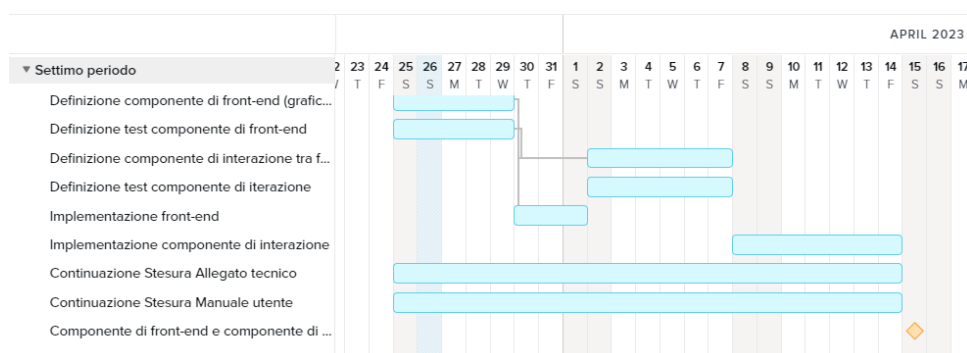 APRIL 2023
2 23 24 25 26 27 28 29 30 31 1 2 3 4 5 6 7 8 9 10 11 12 13 14 15 16 17
T F S S M T W T F S S M T W T F S S M T W T F S S M
Settimo periodo
Definizione componente di front-end (grafic...
Definizione test componente di front-end
Definizione componente di interazione tra f...
Definizione test componente di iterazione
Implementazione front-end
Implementazione componente di interazione
Continuazione Stesura Allegato tecnico
Continuazione Stesura Manuale utente
Componente di front-end e componente di ...